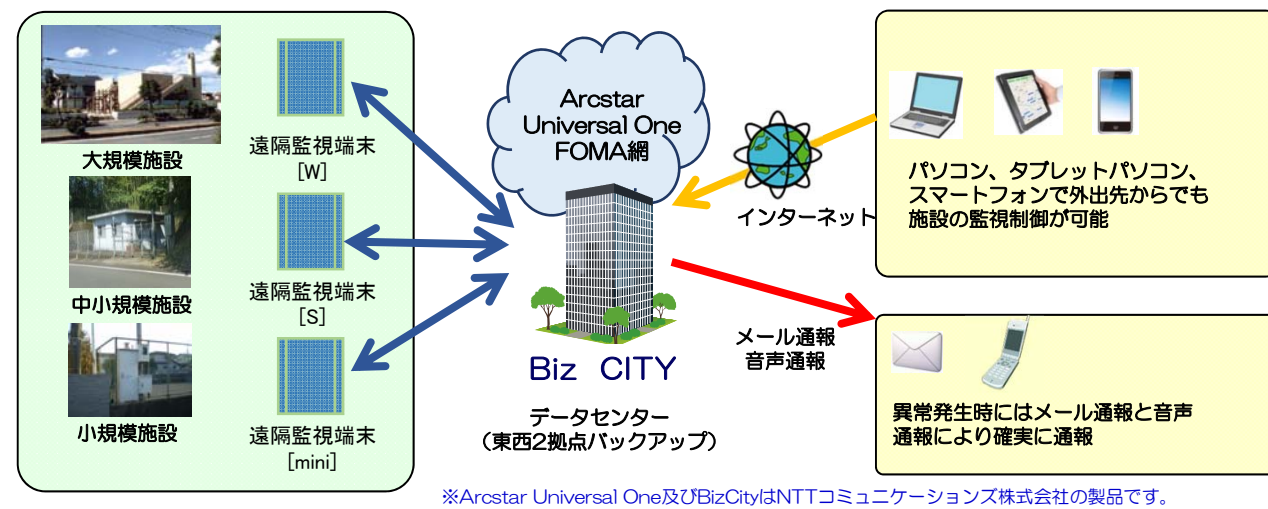 大規模施設
遠隔監視端末
[W]
中小規模施設
遠隔監視端末
[S]
小規模施設
遠隔監視端末
[mini]
Arcstar
Universal One
FOMA網
Biz CITY
データセンター
（東西2拠点バックアップ）
インターネット
メール通報
音声通報
パソコン、タブレットパソコン、
スマートフォンで外出先からでも
施設の監視制御が可能
異常発生時にはメール通報と音声
通報により確実に通報
※Arcstar Universal One及びBizCityはNTTコミュニケーションズ株式会社の製品です。